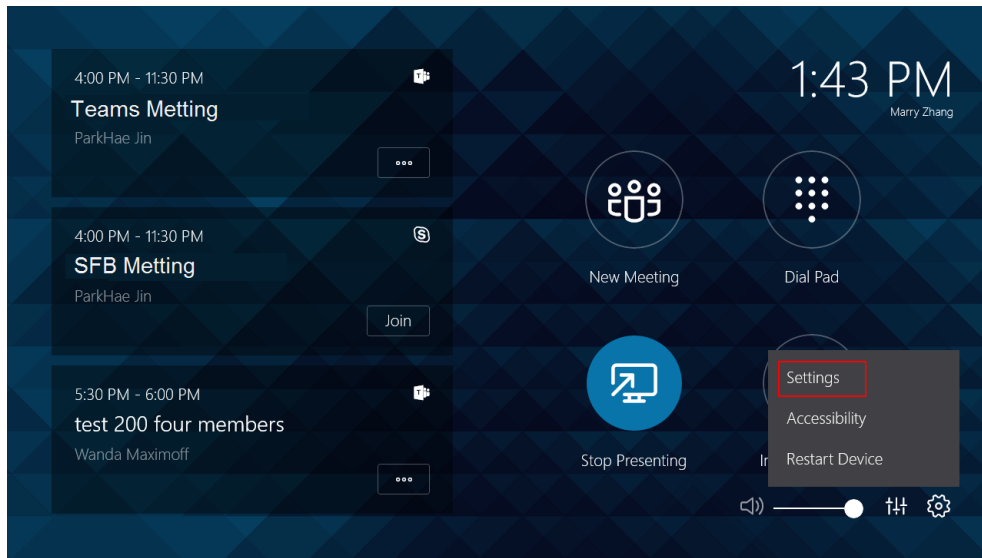 4:00 PM - 11:30 PM
Teams Metting
ParkHae Jin
4:00 PM - 11:30 PM
SFB Metting
ParkHae Jin
Join
5:30 PM - 6:00 PM
test 200 four members
Wanda Maximoff
1:43 PM
Marry Zhang
New Meeting
Dial Pad
Stop Presenting
Settings
Accessibility
Restart Device